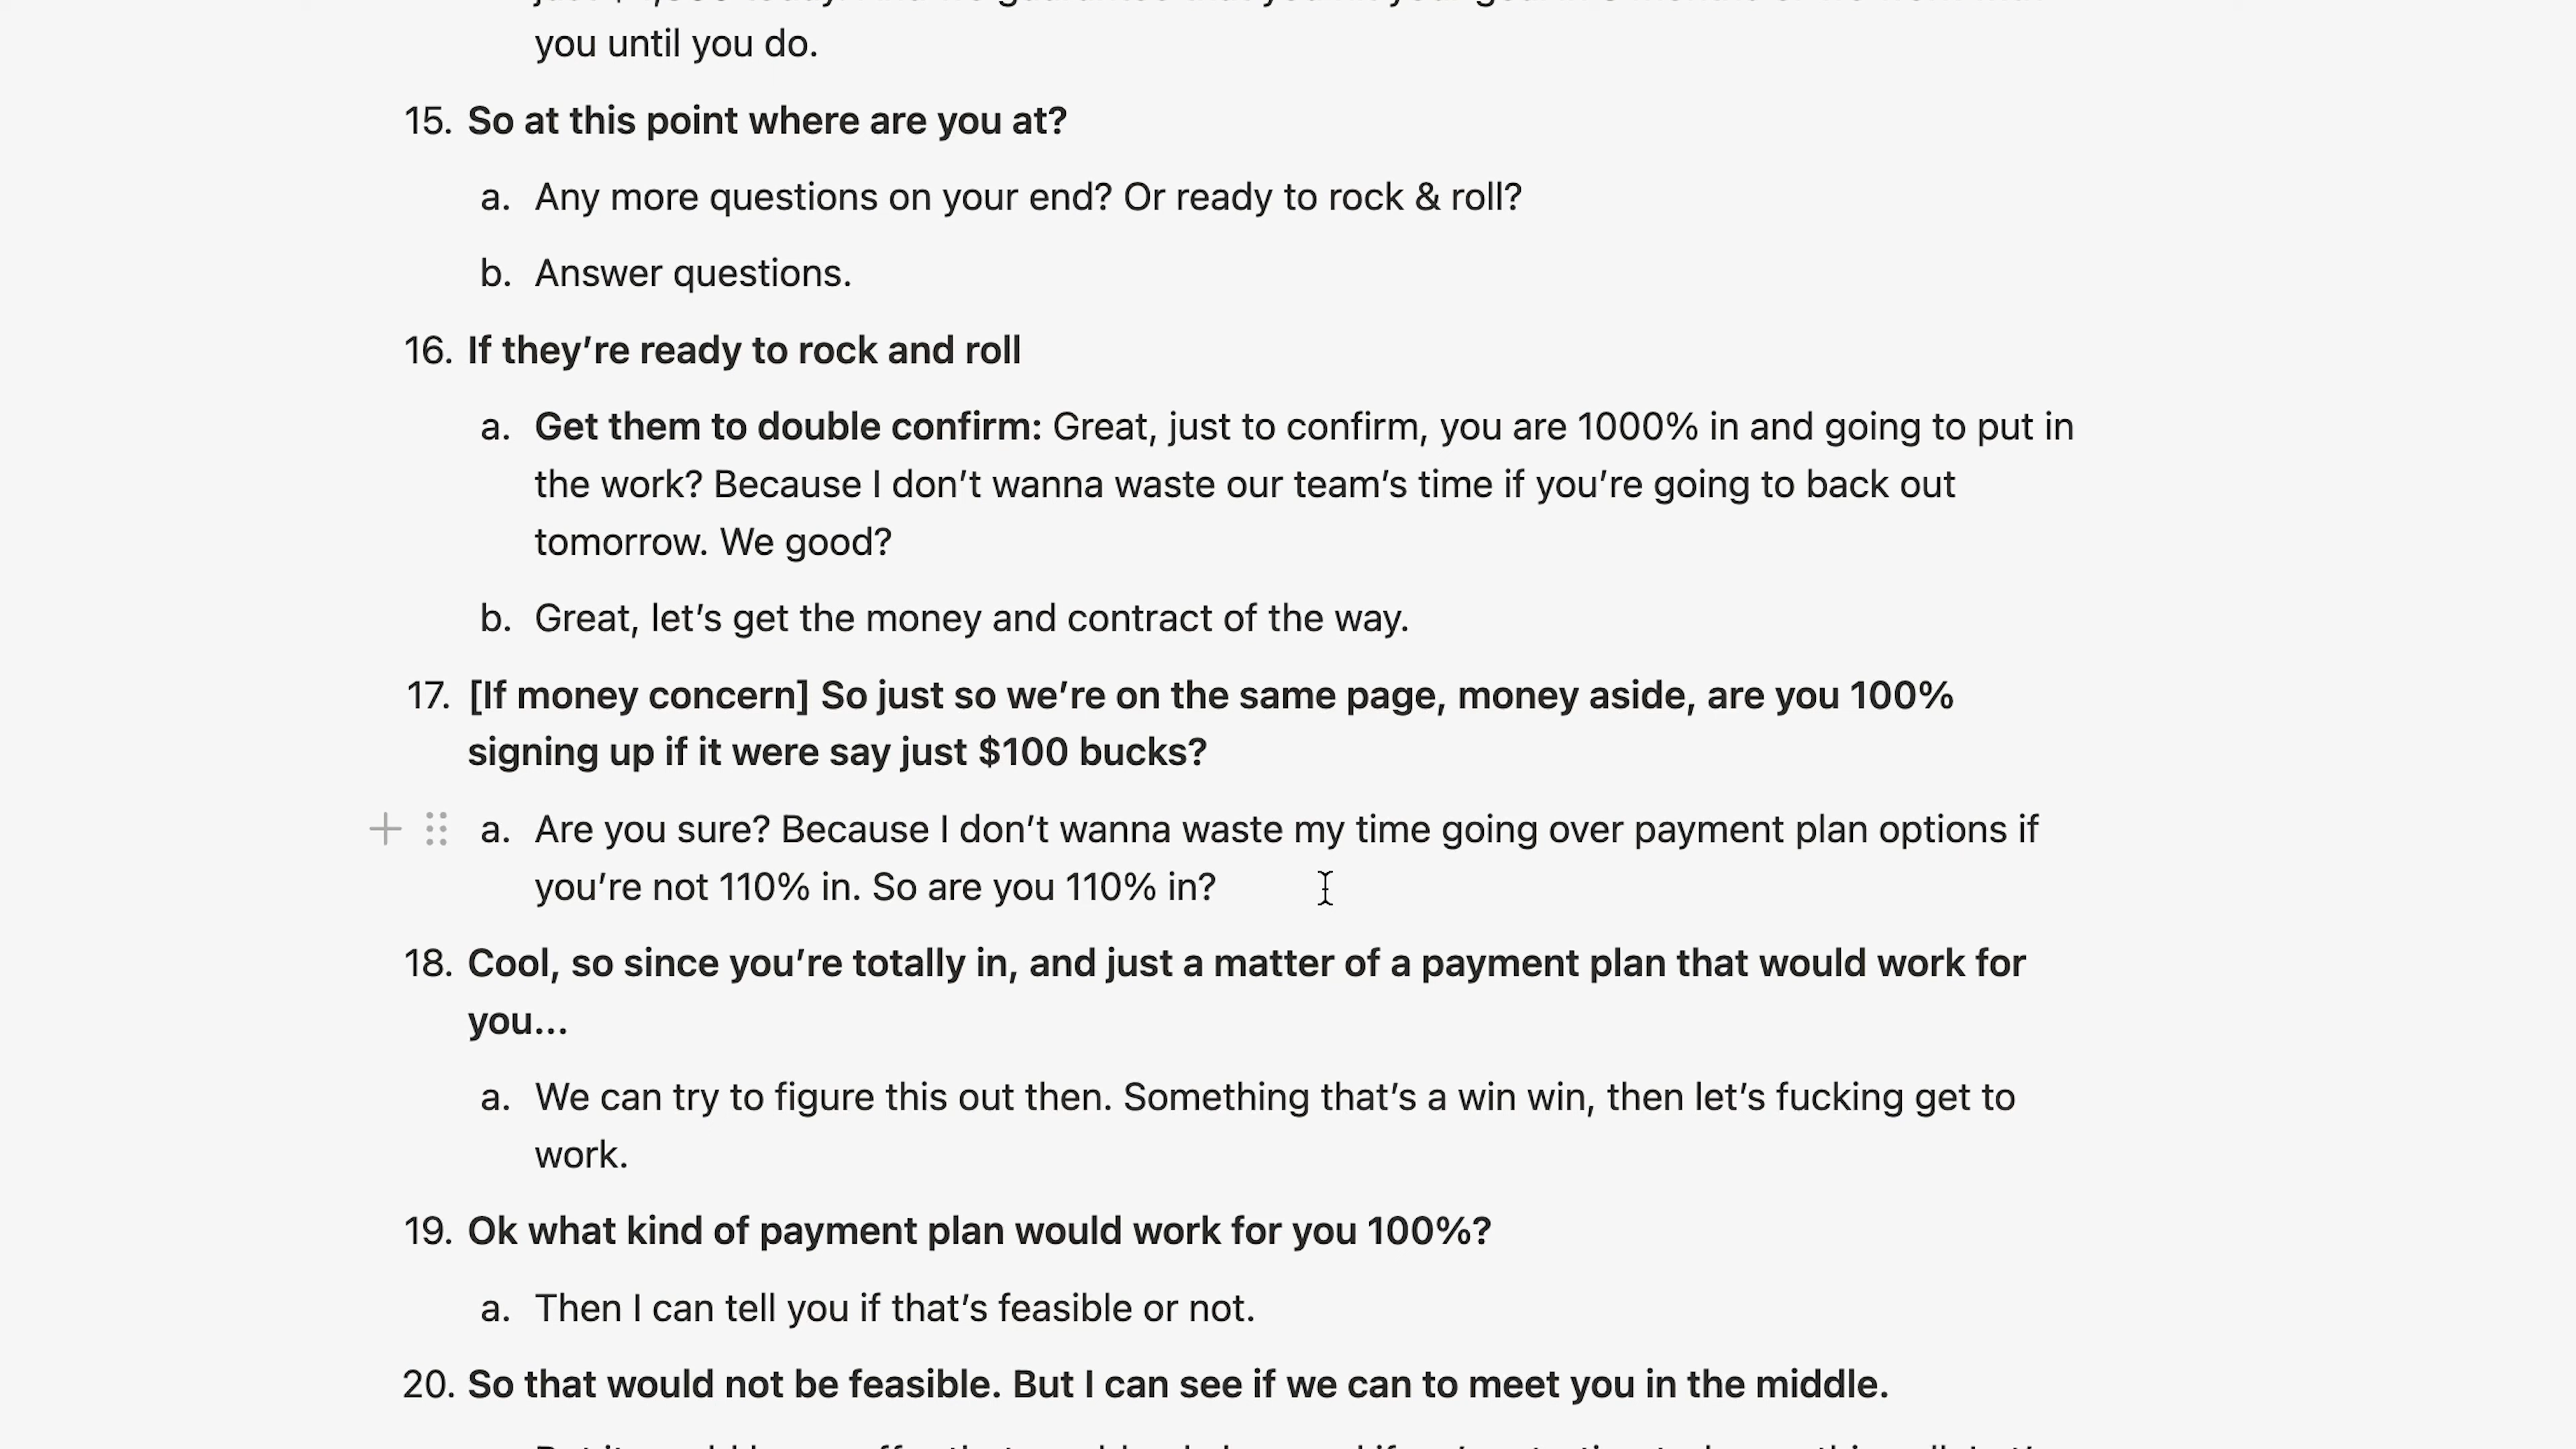 you until you do.
15. So at this point where are you at?
a. Any more questions on your end? Or ready to rock & roll?
b. Answer questions.
16. If they’re ready to rock and roll
a. Get them to double confirm: Great, just to confirm, you are 1000% in and going to put in
the work? Because I don’t wanna waste our team’s time if you’re going to back out
tomorrow. We good?
b. Great, let’s get the money and contract of the way.
17. [If money concern] So just so we’re on the same page, money aside, are you 100%
signing up if it were say just $100 bucks?
a. Are you sure? Because I don’t wanna waste my time going over payment plan options if
you’re not 110% in. So are you 110% in?
18. Cool, so since you’re totally in, and just a matter of a payment plan that would work for
you...
a. We can try to figure this out then. Something that’s a win win, then let’s fucking get to
work.
19. Ok what kind of payment plan would work for you 100%?
a. Then I can tell you if that’s feasible or not.
20. So that would not be feasible. But I can see if we can to meet you in the middle.